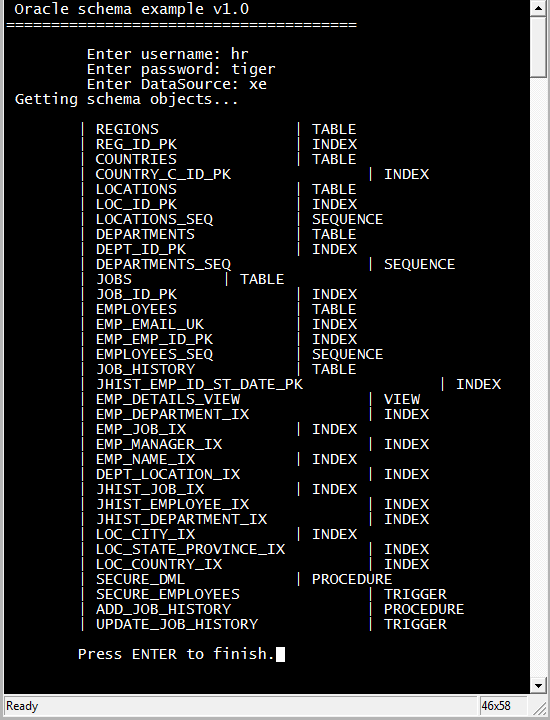 Oracle schema example v1.0
=======================================
Enter username: hr
Enter password: tiger
Enter DataSource: xe
Getting schema objects...
| REGIONS | TABLE
| REG_ID_PK | INDEX
| COUNTRIES | TABLE
| COUNTRY_C_ID_PK | INDEX
| LOCATIONS | TABLE
| LOC_ID_PK | INDEX
| LOCATIONS_SEQ | SEQUENCE
| DEPARTMENTS | TABLE
| DEPT_ID_PK | INDEX
| DEPARTMENTS_SEQ | SEQUENCE
| JOBS | TABLE
| JOB_ID_PK | INDEX
| EMPLOYEES | TABLE
| EMP_EMAIL_UK | INDEX
| EMP_EMP_ID_PK | INDEX
| EMPLOYEES_SEQ | SEQUENCE
| JOB_HISTORY | TABLE
| JHIST_EMP_ID_ST_DATE_PK | INDEX
| EMP_DETAILS_VIEW | VIEW
| EMP_DEPARTMENT_IX | INDEX
| EMP_JOB_IX | INDEX
| EMP_MANAGER_IX | INDEX
| EMP_NAME_IX | INDEX
| DEPT_LOCATION_IX | INDEX
| JHIST_JOB_IX | INDEX
| JHIST_EMPLOYEE_IX | INDEX
| JHIST_DEPARTMENT_IX | INDEX
| LOC_CITY_IX | INDEX
| LOC_STATE_PROVINCE_IX | INDEX
| LOC_COUNTRY_IX | INDEX
| SECURE_DML | PROCEDURE
| SECURE_EMPLOYEES | TRIGGER
| ADD_JOB_HISTORY | PROCEDURE
| UPDATE_JOB_HISTORY | TRIGGER
Press ENTER to finish.
Ready 46x58